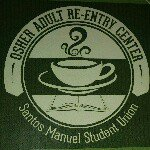 OSHER ADULT RE-ENTRY CENTER
Santos Manuel Student Union